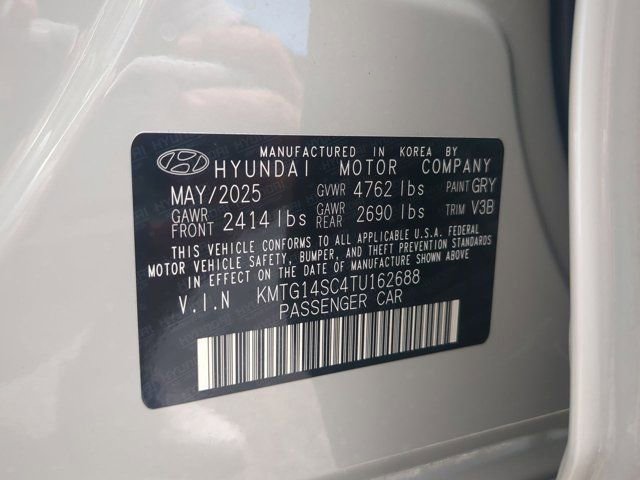 MANUFACTURED IN KOREA BY
HYUNDAI MOTOR COMPANY
MAY/2025 GVWR 4762 lbs PAINT GRY
GAWR FRONT 2414 lbs GAWR REAR 2690 lbs TRIM V3B
THIS VEHICLE CONFORMS TO ALL APPLICABLE U.S.A. FEDERAL
MOTOR VEHICLE SAFETY, BUMPER, AND THEFT PREVENTION STANDARDS
IN EFFECT ON THE DATE OF MANUFACTURE SHOWN ABOVE
V.I.N KMTG14SC4TU162688
PASSENGER CAR